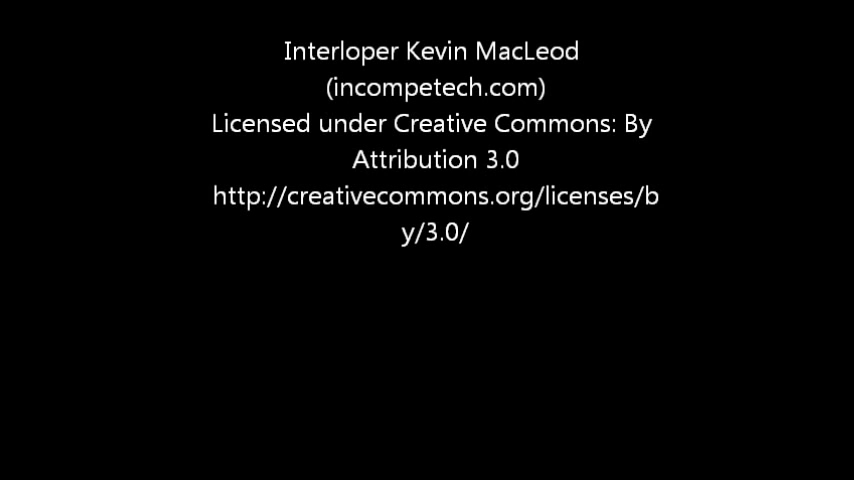 Interloper Kevin MacLeod
(incompetech.com)
Licensed under Creative Commons: By
Attribution 3.0
http://creativecommons.org/licenses/b
y/3.0/